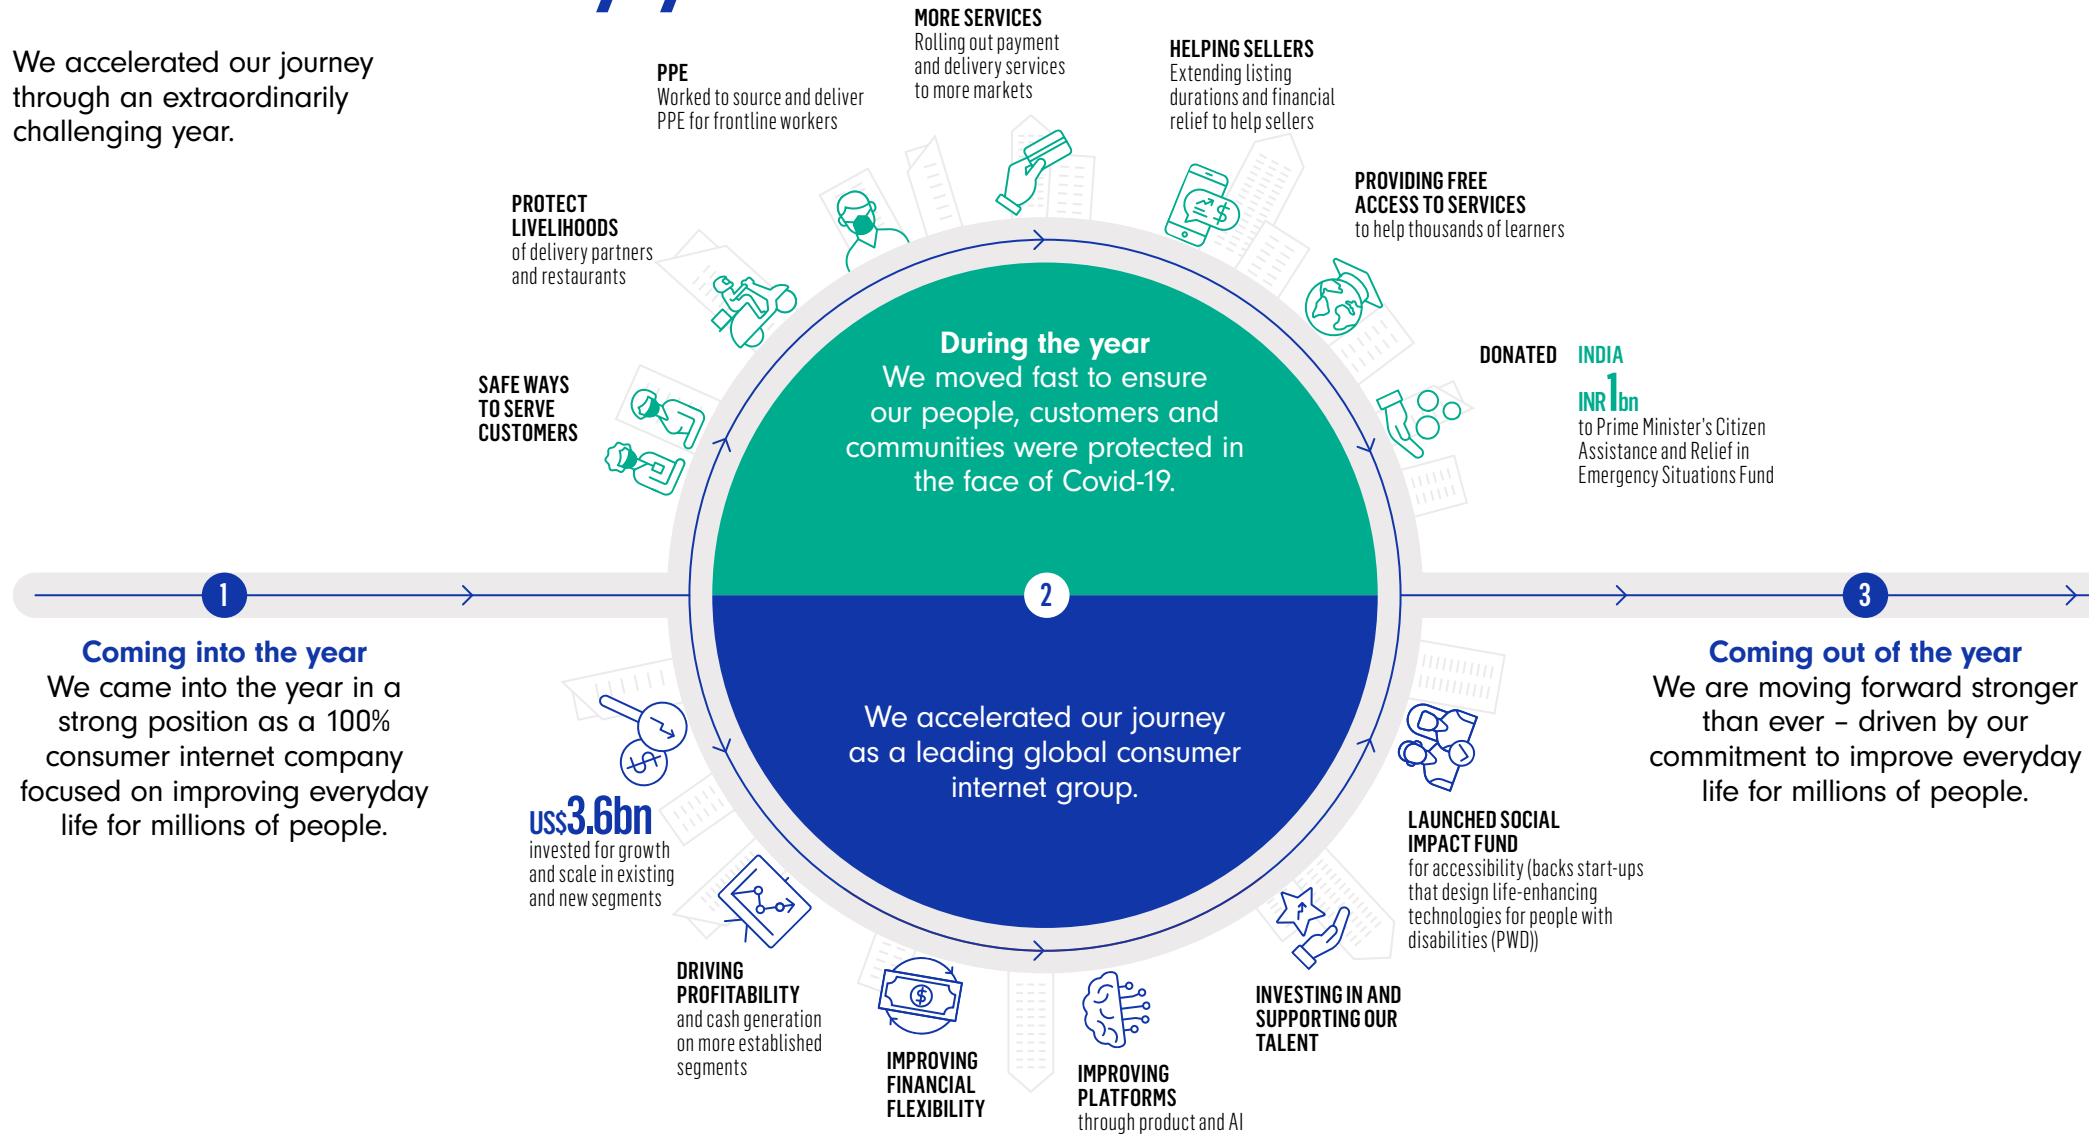 We accelerated our journey
through an extraordinarily
challenging year.
MORE SERVICES
Rolling out payment
and delivery services
to more markets
PPE
Worked to source and deliver
PPE for frontline workers
HELPING SELLERS
Extending listing
durations and financial
relief to help sellers
PROTECT
LIVELIHOODS
of delivery partners
and restaurants
PROVIDING FREE
ACCESS TO SERVICES
to help thousands of learners
SAFE WAYS
TO SERVE
CUSTOMERS
DONATED
INDIA
INR1bn
to Prime Minister's Citizen
Assistance and Relief in
Emergency Situations Fund
During the year
We moved fast to ensure
our people, customers and
communities were protected in
the face of Covid-19.
1
2
3
Coming into the year
We came into the year in a
strong position as a 100%
consumer internet company
focused on improving everyday
life for millions of people.
We accelerated our journey
as a leading global consumer
internet group.
Coming out of the year
We are moving forward stronger
than ever – driven by our
commitment to improve everyday
life for millions of people.
US$3.6bn
invested for growth
and scale in existing
and new segments
DRIVING
PROFITABILITY
and cash generation
on more established
segments
IMPROVING
FINANCIAL
FLEXIBILITY
IMPROVING
PLATFORMS
through product and AI
INVESTING IN AND
SUPPORTING OUR
TALENT
LAUNCHED SOCIAL
IMPACT FUND
for accessibility (backs start-ups
that design life-enhancing
technologies for people with
disabilities (PWD))